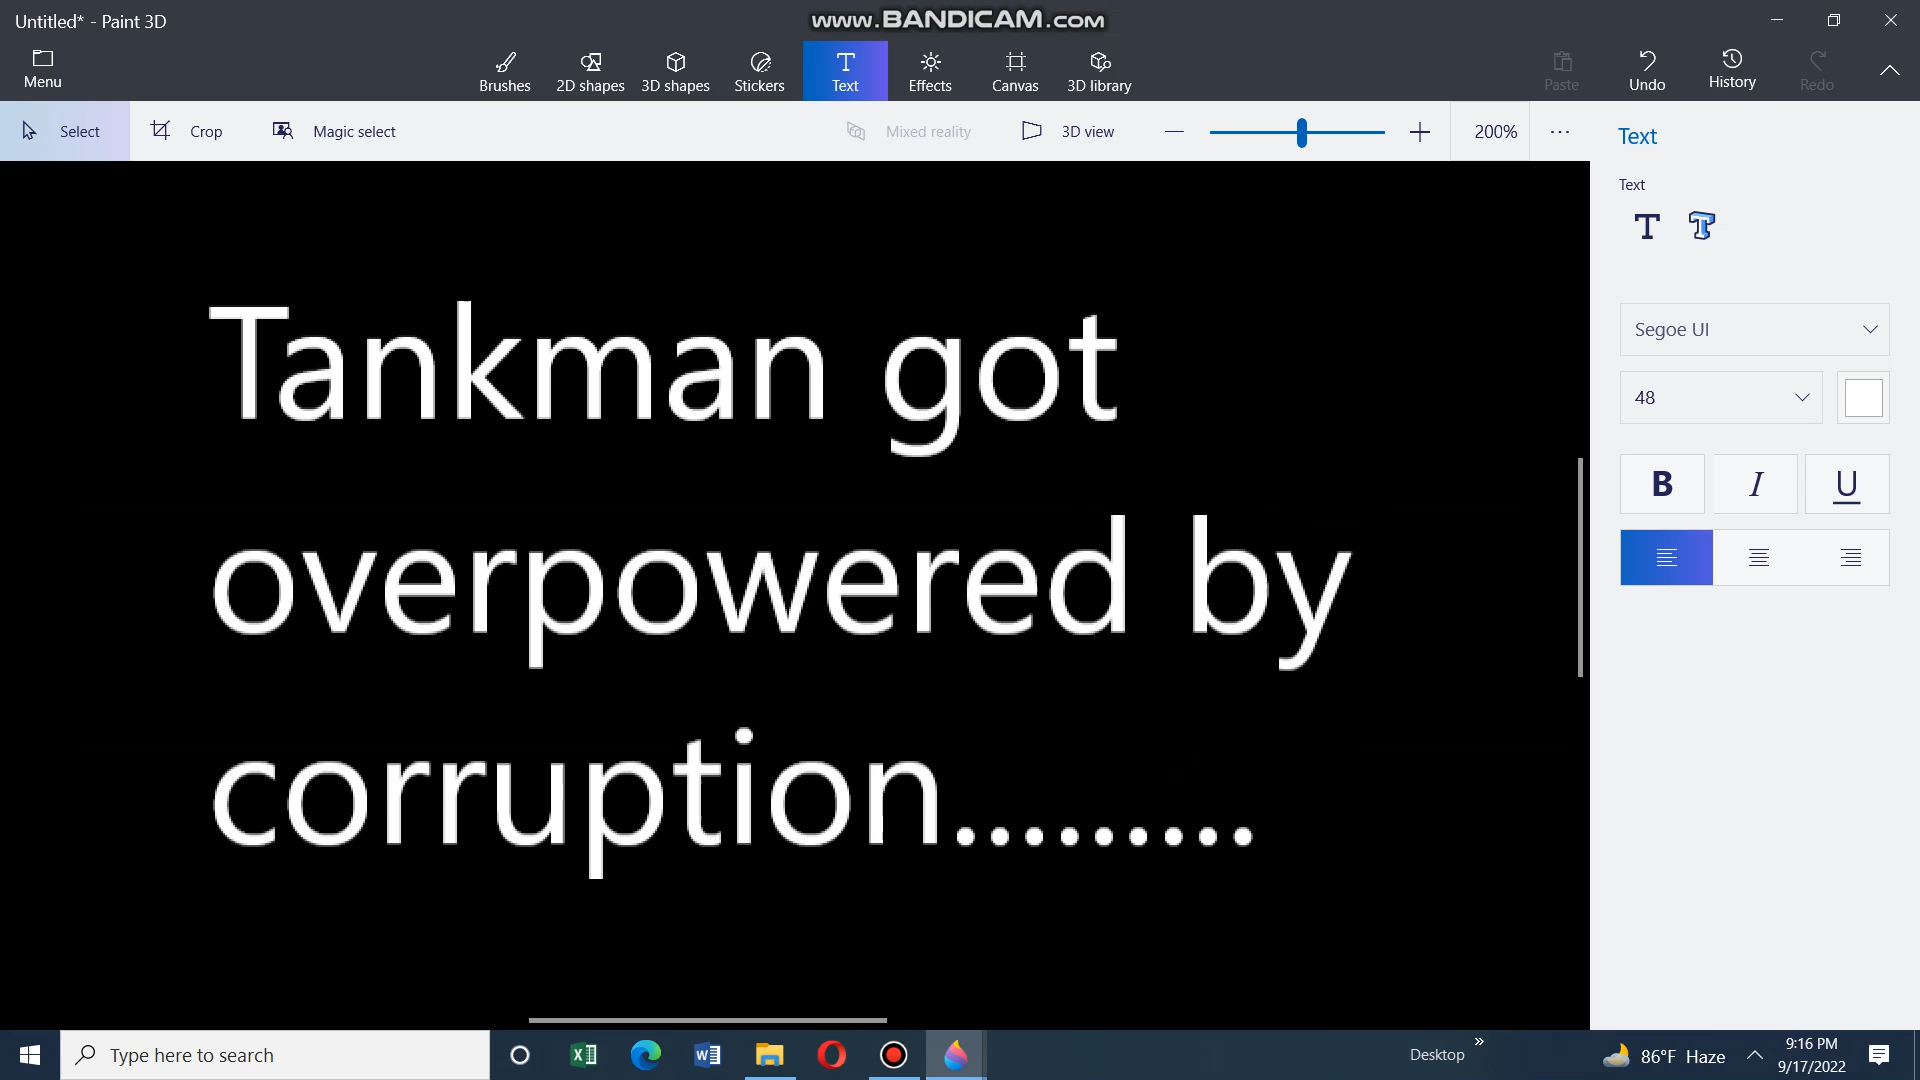 Untitled* - Paint 3D
www.BANDICAM.com
Menu
Brushes
2D shapes
3D shapes
Stickers
Text
Effects
Canvas
3D library
Paste
Undo
History
Redo
Select
Crop
Magic select
Mixed reality
3D view
200%
Text
Text
Segoe UI
48
B I U
Tankman got
overpowered by
corruption.........
Type here to search
Desktop
86°F Haze
9:16 PM
9/17/2022